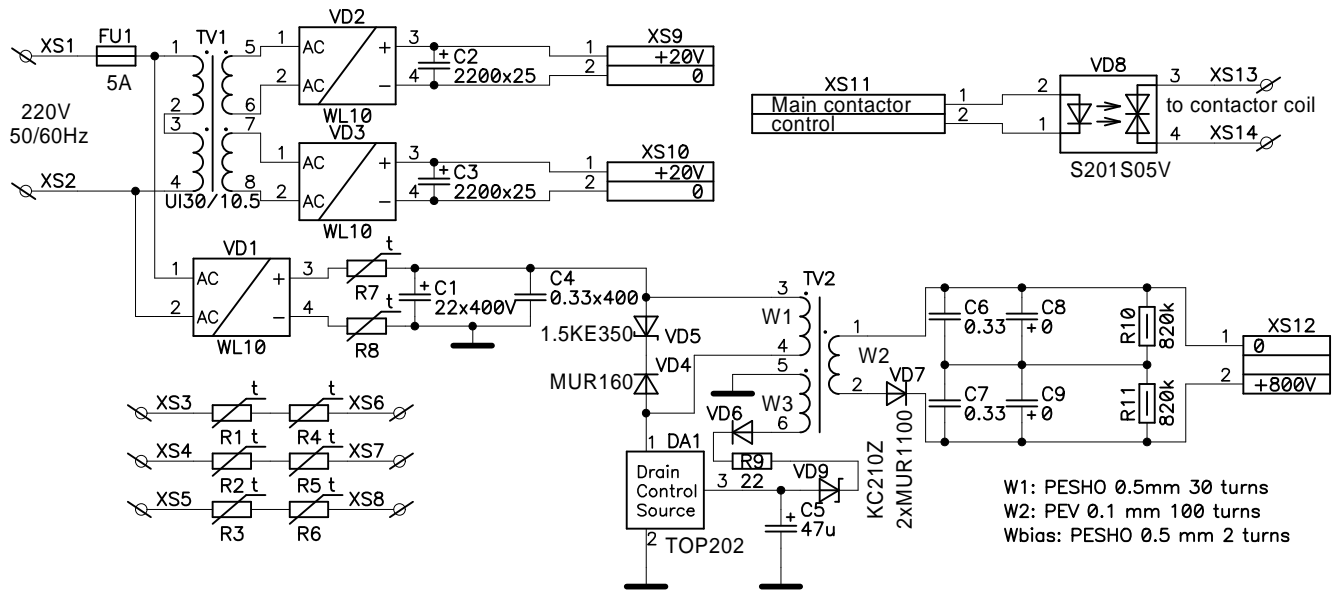 XS1
FU1
5A
220V
50/60Hz
XS2
TV1
1
2
3
4
5
6
7
8
UI30/10.5
VD2
1 AC
2 AC
+ 3
− 4
WL10
+ C2
2200x25
XS9
1 +20V
2 0
VD3
1 AC
2 AC
+ 3
− 4
WL10
+ C3
2200x25
XS10
1 +20V
2 0
XS11
Main contactor
control
1
2
VD8
2
1
3
4
S201S05V
XS13
to contactor coil
XS14
VD1
1 AC
2 AC
+ 3
− 4
WL10
t
R7
t
R8
+ C1
22x400V
C4
0.33x400
1.5KE350
VD5
VD4
MUR160
TV2
3
W1
4
5
W3
6
1
W2
2
VD7
2xMUR1100
VD6
R9
22
VD9
KC210Z
1 DA1
Drain
Control
Source
3
2
TOP202
+
C5
47u
C6
0.33
C8
+0
C7
0.33
C9
+0
R10
820k
R11
820k
XS12
1 0
2 +800V
XS3 t t XS6
R1 R4
XS4 t t XS7
R2 R5
XS5 t t XS8
R3 R6
W1: PESHO 0.5mm 30 turns
W2: PEV 0.1 mm 100 turns
Wbias: PESHO 0.5 mm 2 turns